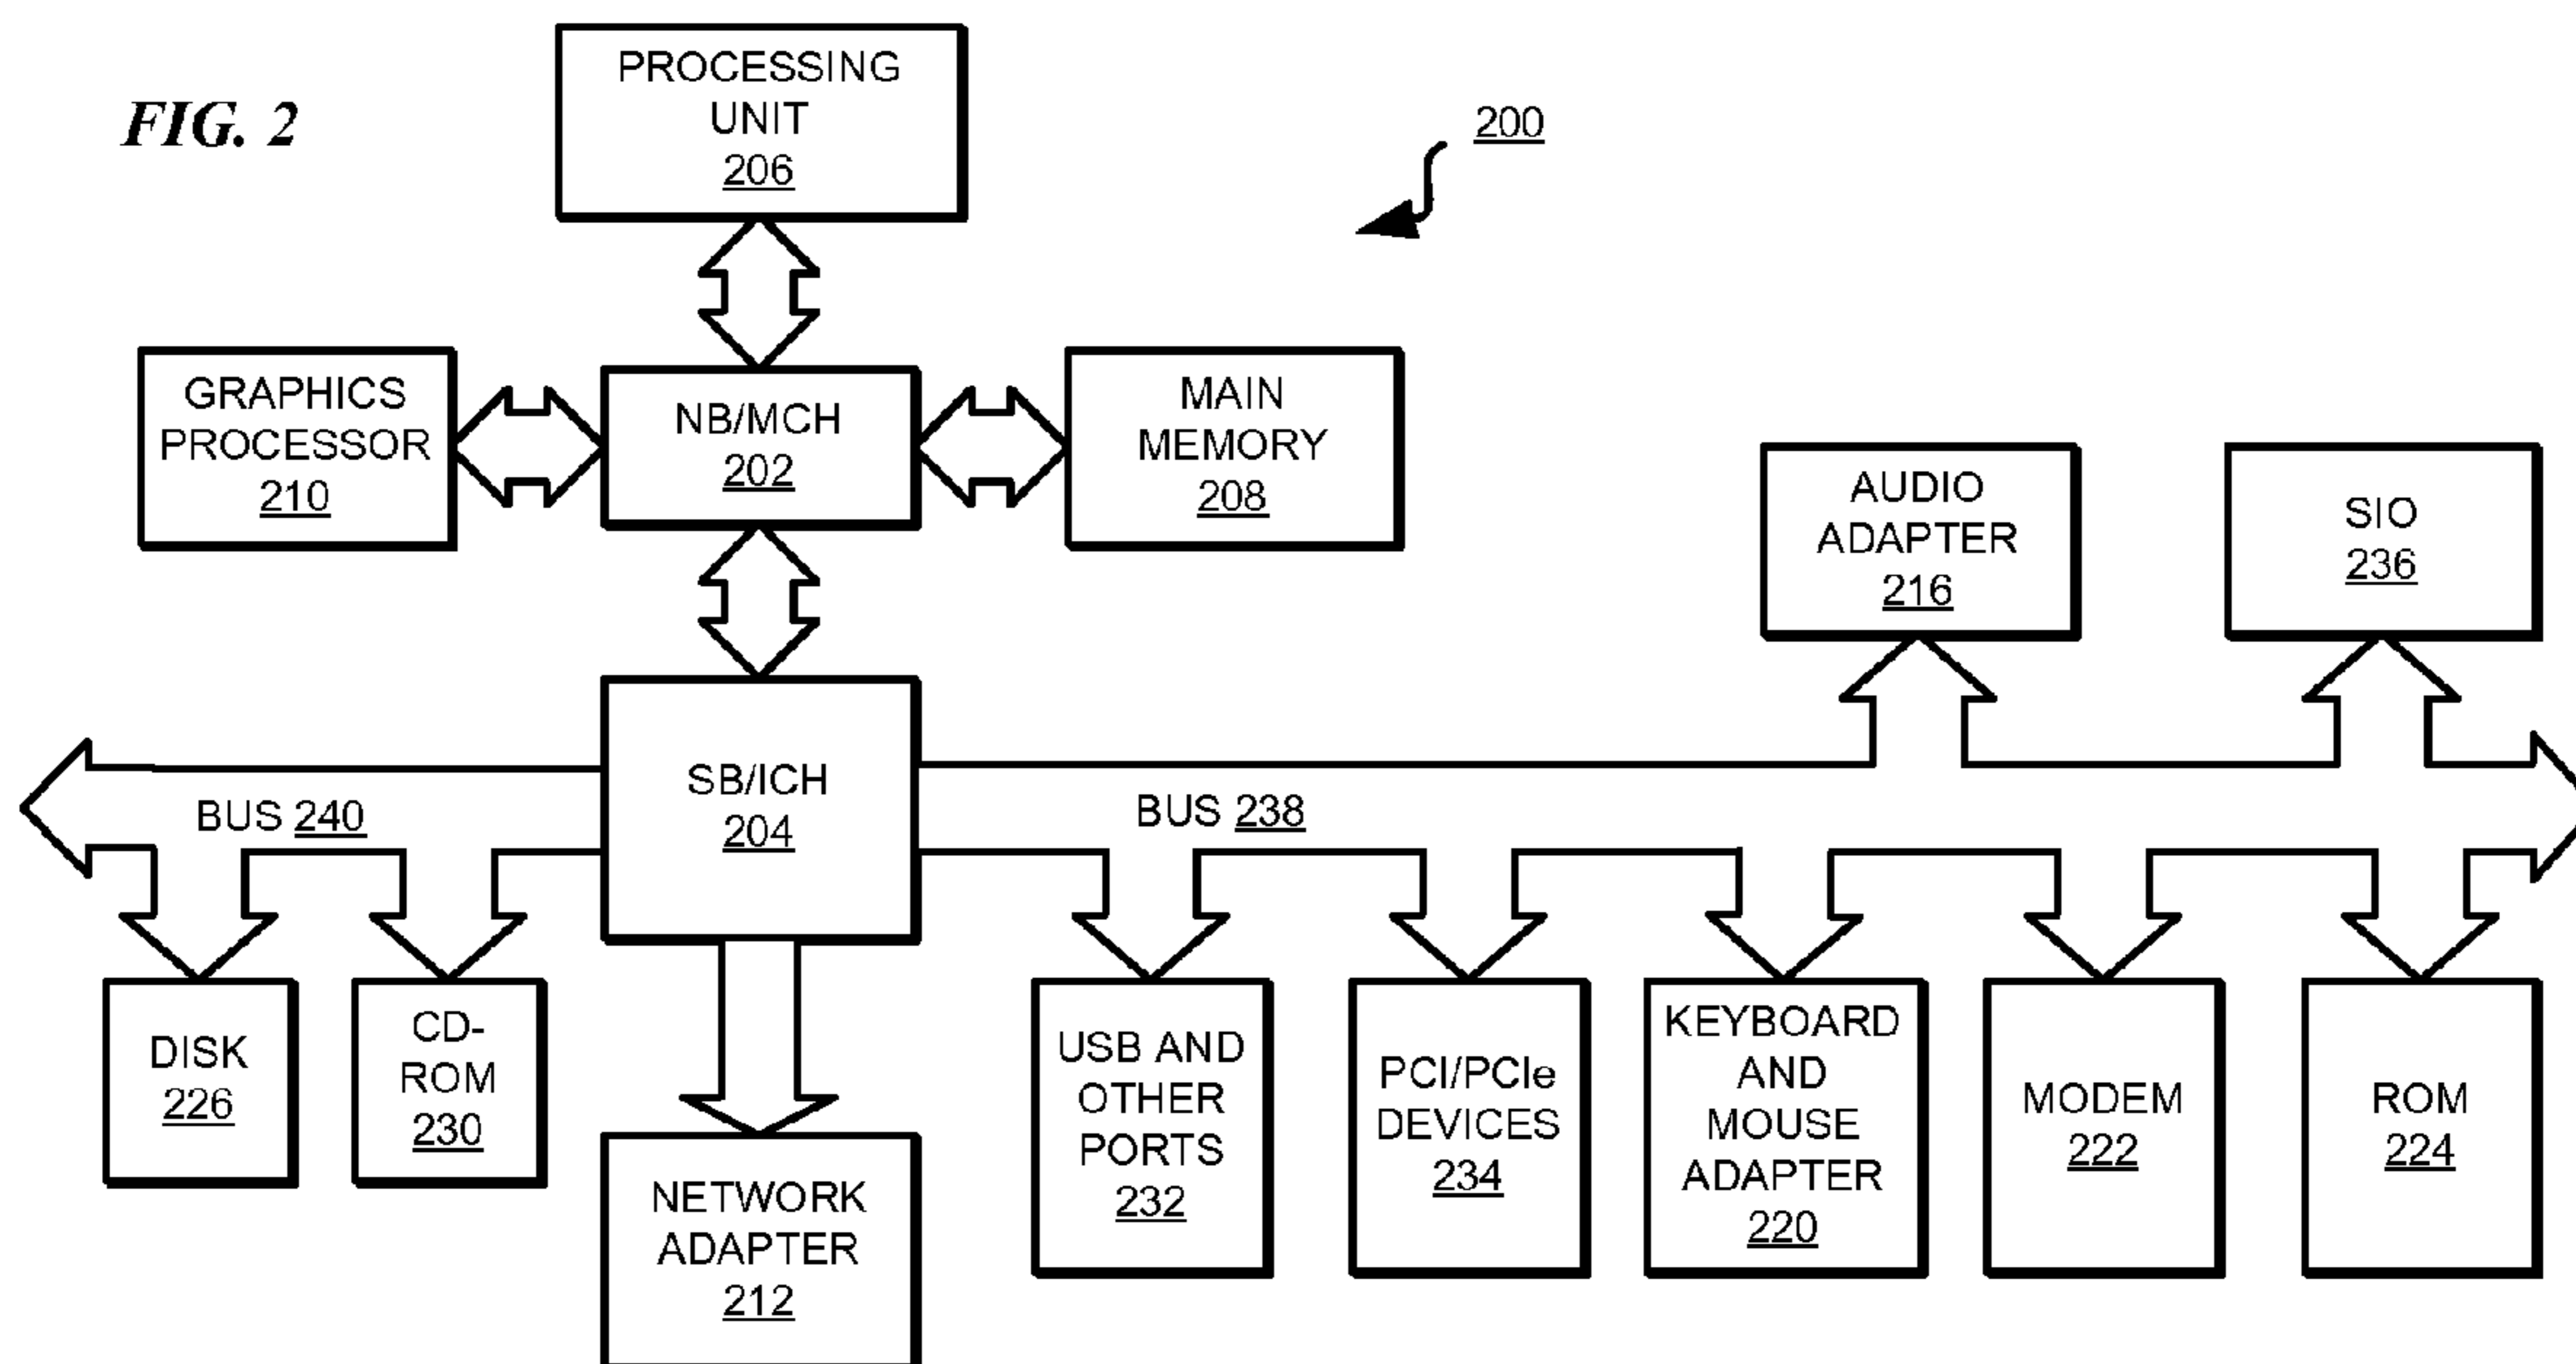 FIG. 2
PROCESSING
UNIT
206
200
GRAPHICS
PROCESSOR
210
NB/MCH
202
MAIN
MEMORY
208
AUDIO
ADAPTER
216
SIO
236
SB/ICH
204
BUS 240
BUS 238
DISK
226
CD-
ROM
230
NETWORK
ADAPTER
212
USB AND
OTHER
PORTS
232
PCI/PCIe
DEVICES
234
KEYBOARD
AND
MOUSE
ADAPTER
220
MODEM
222
ROM
224